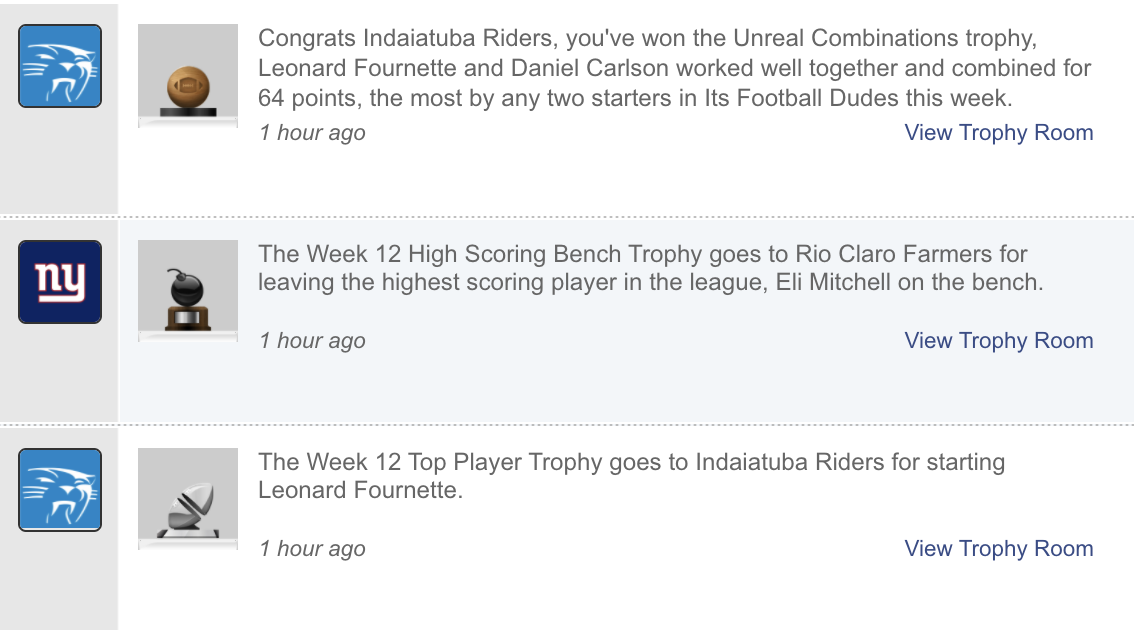 Congrats Indaiatuba Riders, you've won the Unreal Combinations trophy,
Leonard Fournette and Daniel Carlson worked well together and combined for
64 points, the most by any two starters in Its Football Dudes this week.
1 hour ago
View Trophy Room
ny
The Week 12 High Scoring Bench Trophy goes to Rio Claro Farmers for
leaving the highest scoring player in the league, Eli Mitchell on the bench.
1 hour ago
View Trophy Room
The Week 12 Top Player Trophy goes to Indaiatuba Riders for starting
Leonard Fournette.
1 hour ago
View Trophy Room